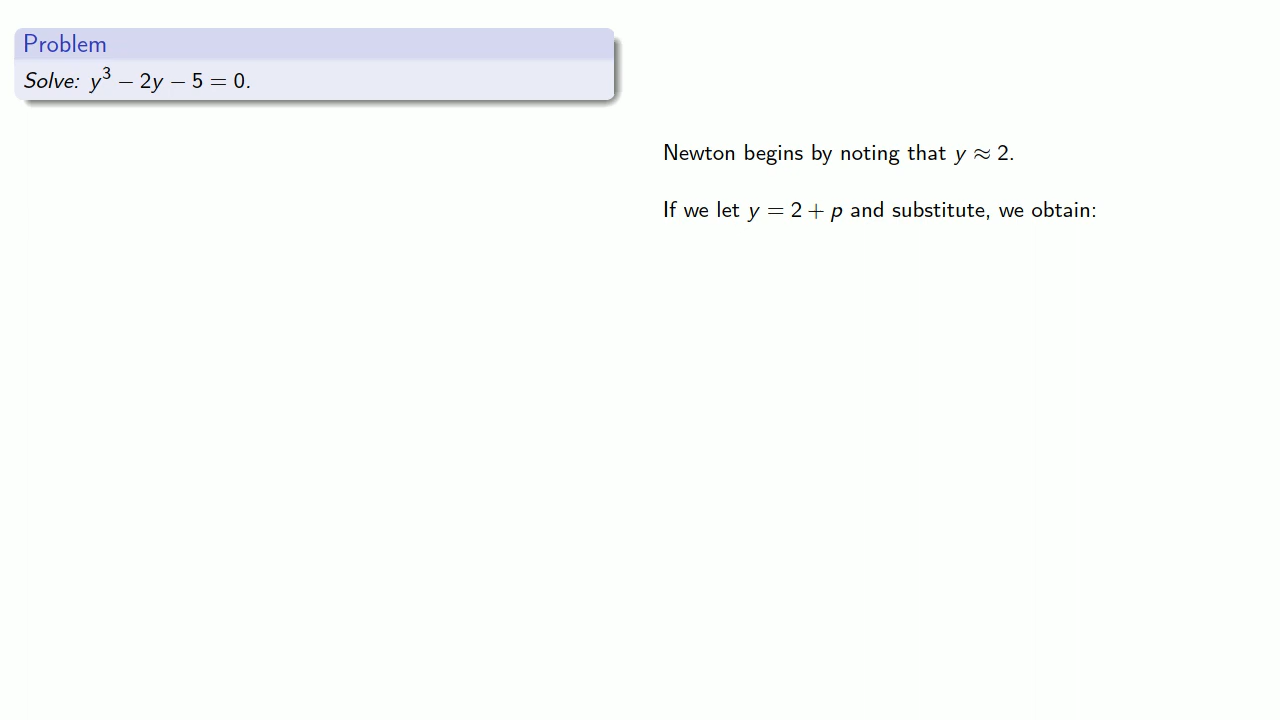 Problem
Solve: y³ − 2y − 5 = 0.
Newton begins by noting that y ≈ 2.
If we let y = 2 + p and substitute, we obtain: